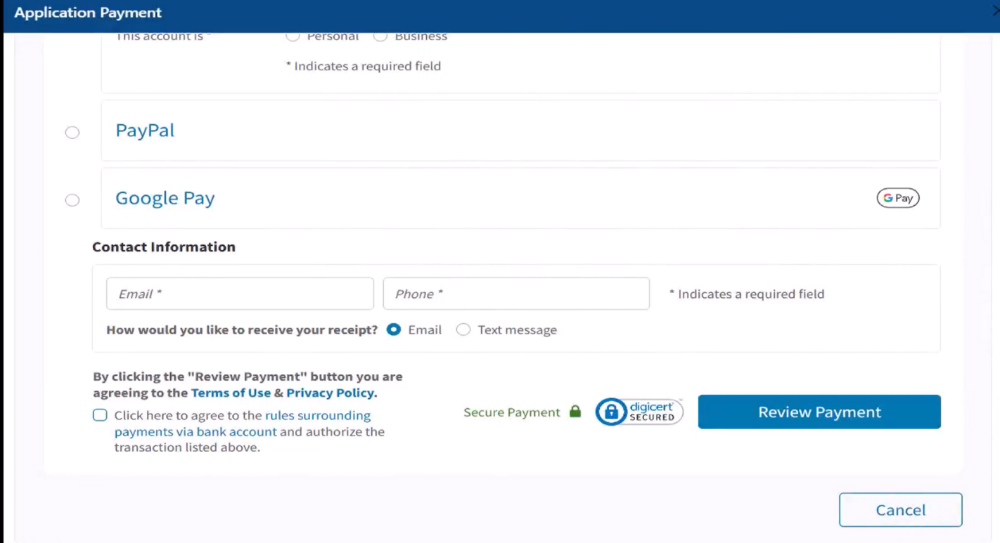 Application Payment
This account is * Personal Business
* Indicates a required field
PayPal
Google Pay
G Pay
Contact Information
Email * Phone * * Indicates a required field
How would you like to receive your receipt? Email Text message
By clicking the "Review Payment" button you are
agreeing to the Terms of Use & Privacy Policy.
Click here to agree to the rules surrounding
payments via bank account and authorize the
transaction listed above.
Secure Payment
digicert™
SECURED
Review Payment
Cancel